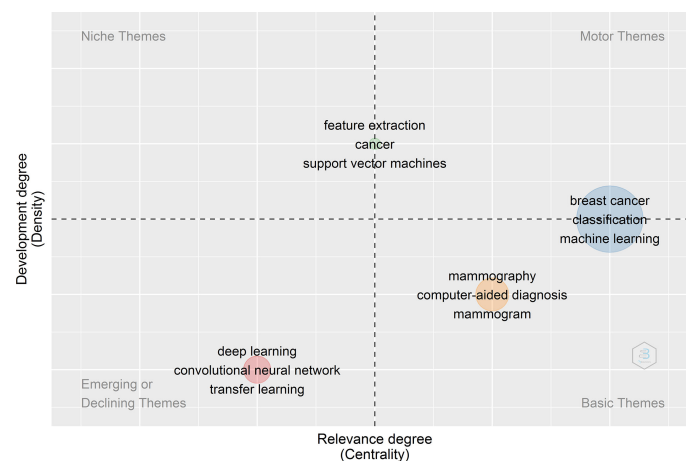 Niche Themes
Motor Themes
feature extraction
cancer
support vector machines
breast cancer
classification
machine learning
Development degree
(Density)
mammography
computer-aided diagnosis
mammogram
deep learning
convolutional neural network
transfer learning
Emerging or
Declining Themes
Basic Themes
Relevance degree
(Centrality)